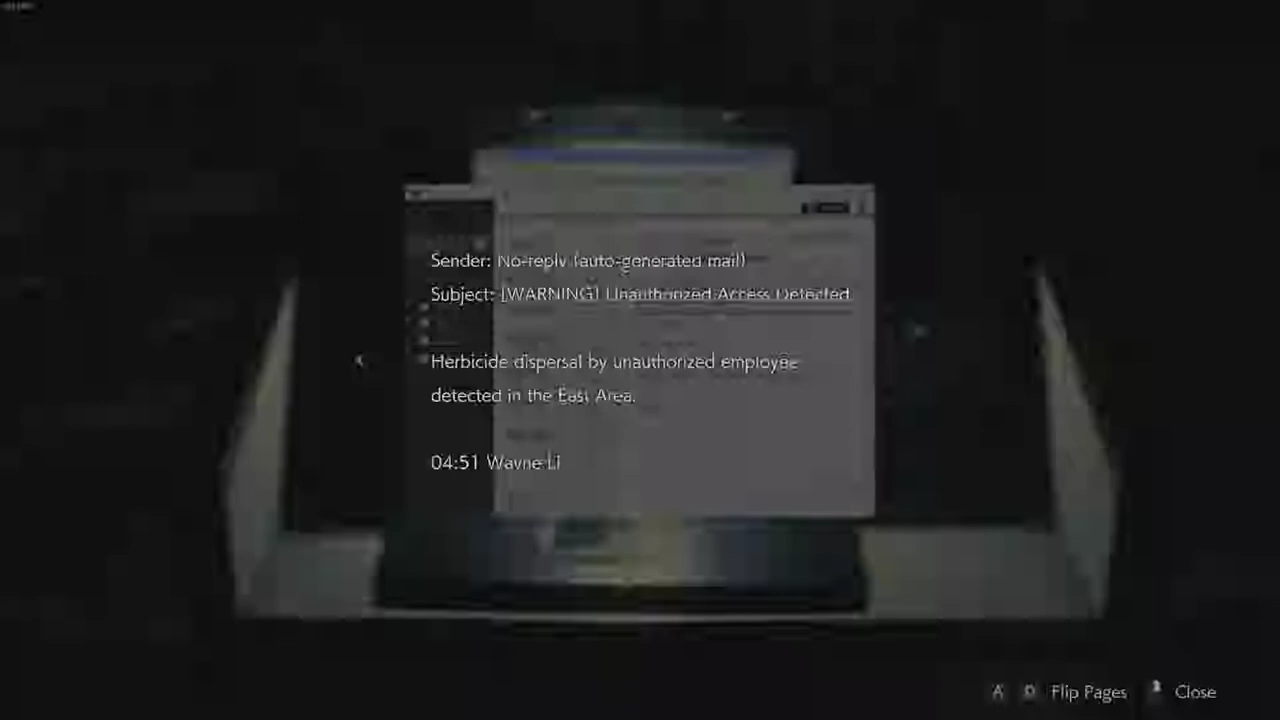 Sender: No-reply (auto-generated mail)
Subject: [WARNING] Unauthorized Access Detected
Herbicide dispersal by unauthorized employee
detected in the East Area.
04:51 Wayne Li
A D Flip Pages Close